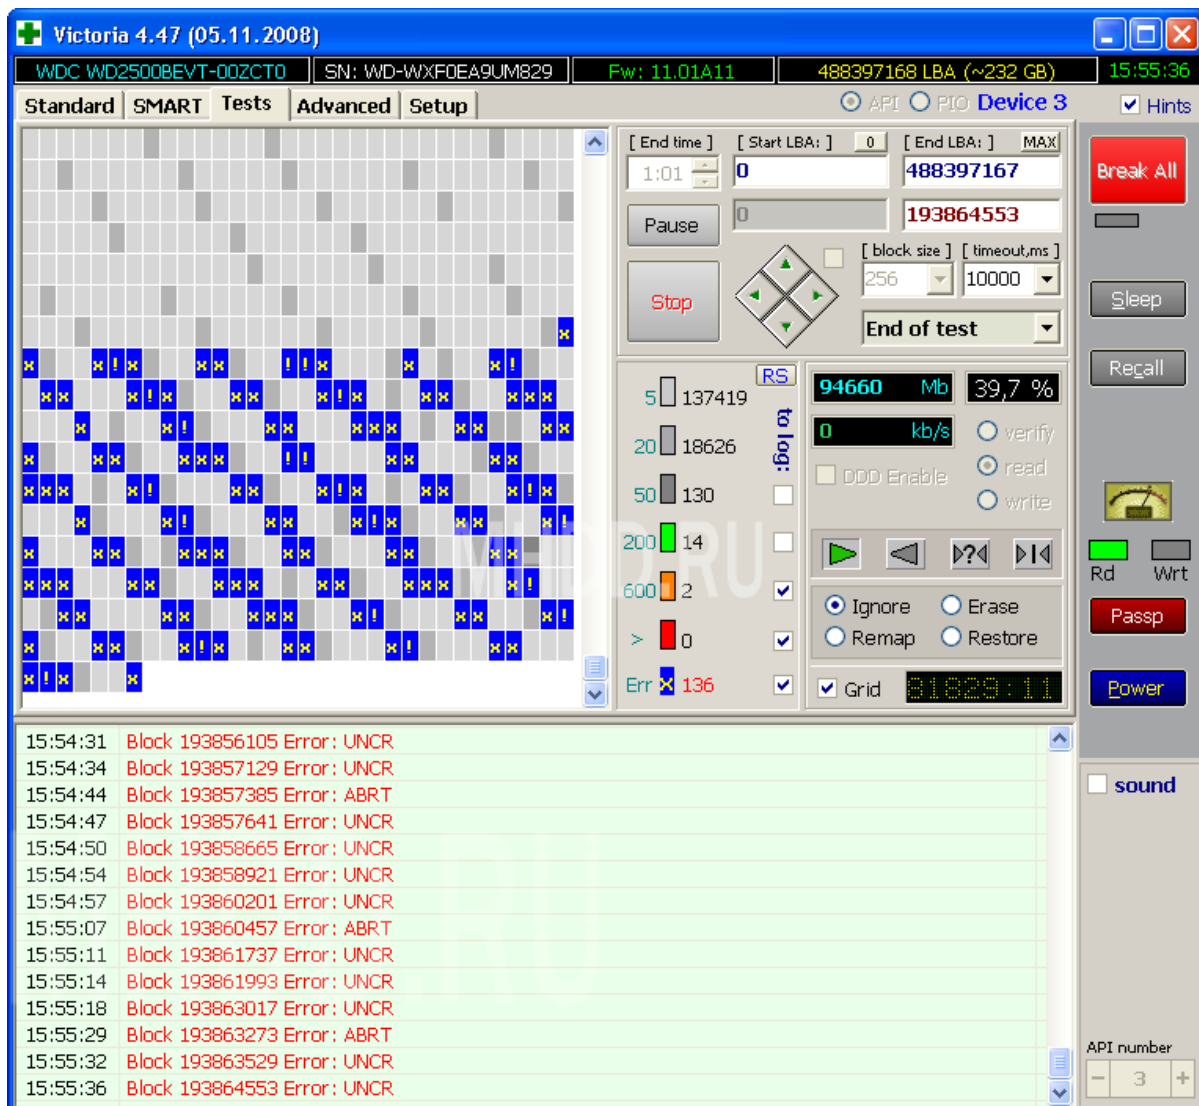 Victoria 4.47 (05.11.2008)
WDC WD2500BEVT-00ZCT0 SN: WD-WXF0EA9UM829 Fw: 11.01A11 488397168 LBA (~232 GB) 15:55:36
Standard SMART Tests Advanced Setup API PIO Device 3 Hints
[ End time ] [ Start LBA: ] 0 [ End LBA: ] MAX
1:01 0 488397167
Break All
Pause 0 193864553
[ block size ] [ timeout,ms ]
256 10000
Stop
End of test
Sleep
Recall
RS
to log:
5 137419
20 18626
50 130
200 14
600 2
> 0
Err x 136
94660 Mb 39,7 %
0 kb/s
verify
DDD Enable
read
write
Rd Wrt
Ignore Erase
Remap Restore
Passp
Grid 81829:11
Power
MHDD.RU
15:54:31 Block 193856105 Error: UNCR
15:54:34 Block 193857129 Error: UNCR
15:54:44 Block 193857385 Error: ABRT
15:54:47 Block 193857641 Error: UNCR
15:54:50 Block 193858665 Error: UNCR
15:54:54 Block 193858921 Error: UNCR
15:54:57 Block 193860201 Error: UNCR
15:55:07 Block 193860457 Error: ABRT
15:55:11 Block 193861737 Error: UNCR
15:55:14 Block 193861993 Error: UNCR
15:55:18 Block 193863017 Error: UNCR
15:55:29 Block 193863273 Error: ABRT
15:55:32 Block 193863529 Error: UNCR
15:55:36 Block 193864553 Error: UNCR
sound
API number
- 3 +